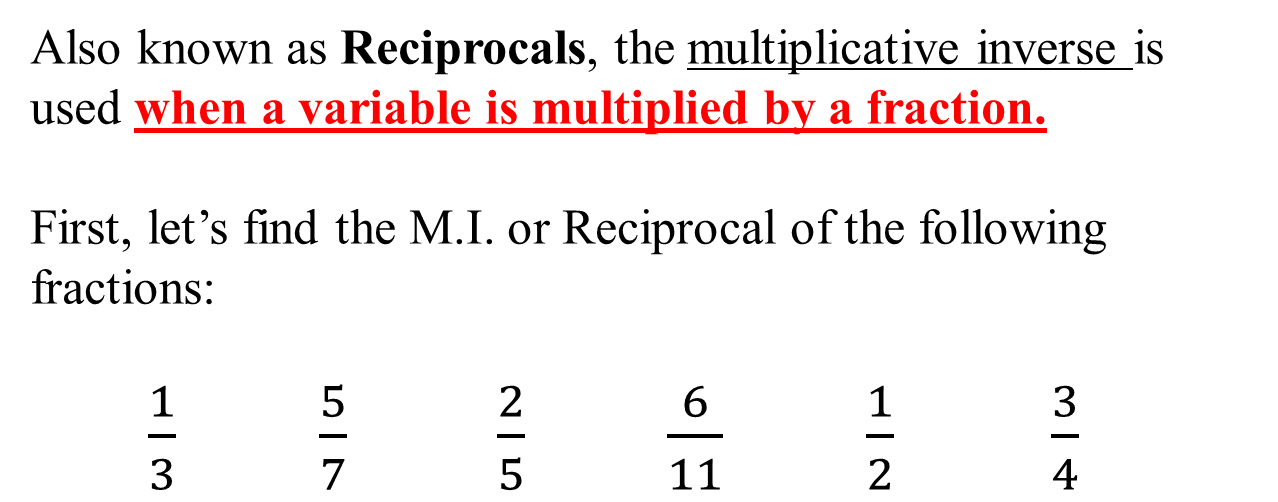 Also known as Reciprocals, the multiplicative inverse is
used when a variable is multiplied by a fraction.
First, let’s find the M.I. or Reciprocal of the following
fractions:
1/3 5/7 2/5 6/11 1/2 3/4